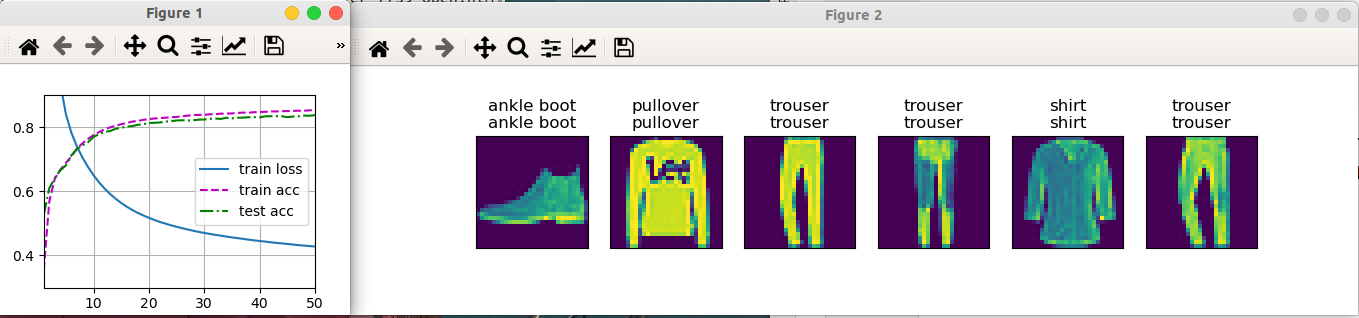 Figure 1
Figure 2
»
0.8
0.6
0.4
10 20 30 40 50
train loss
train acc
test acc
ankle boot pullover trouser trouser shirt trouser
ankle boot pullover trouser trouser shirt trouser